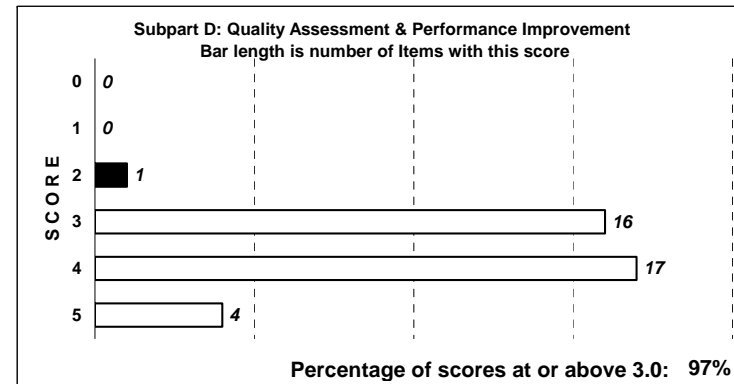 Subpart D: Quality Assessment & Performance Improvement
Bar length is number of Items with this score
SCORE
0 0
1 0
2 1
3 16
4 17
5 4
Percentage of scores at or above 3.0: 97%